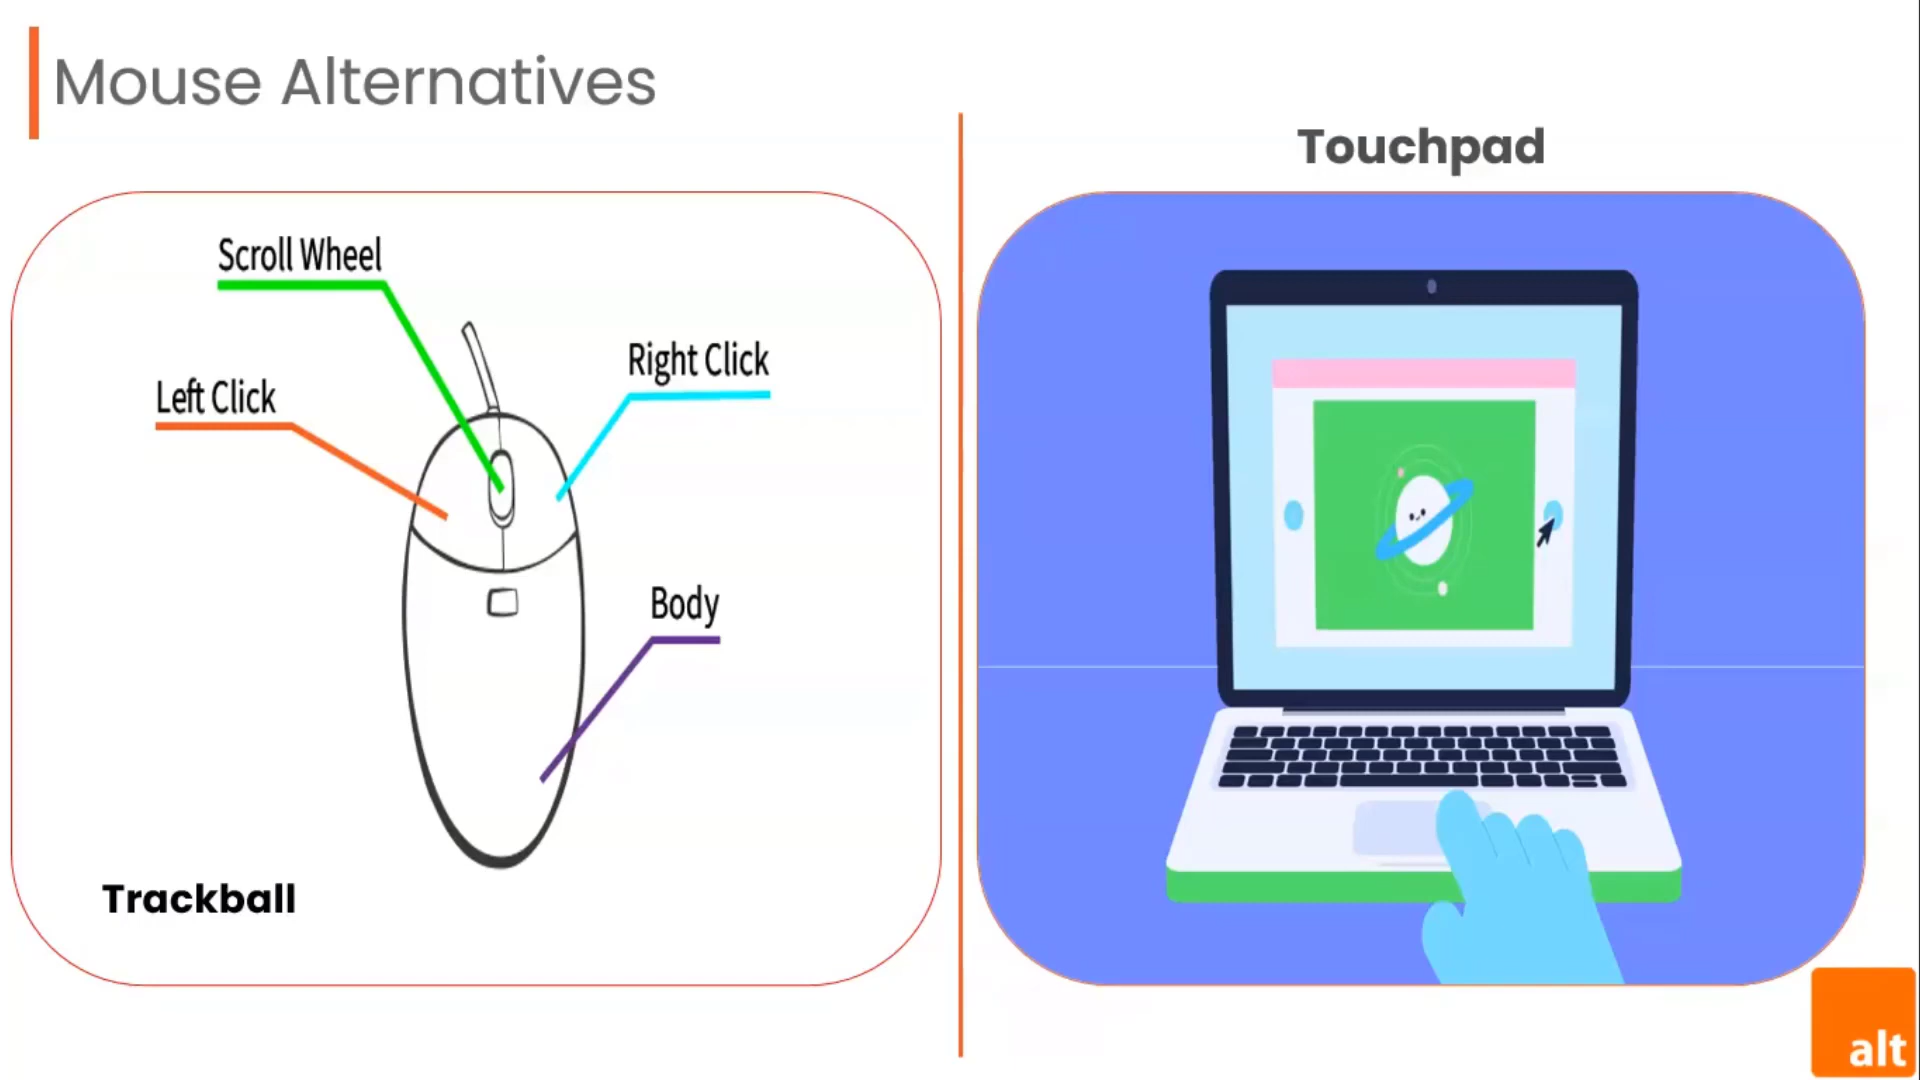 Mouse Alternatives
Scroll Wheel
Right Click
Left Click
Body
Trackball
Touchpad
alt